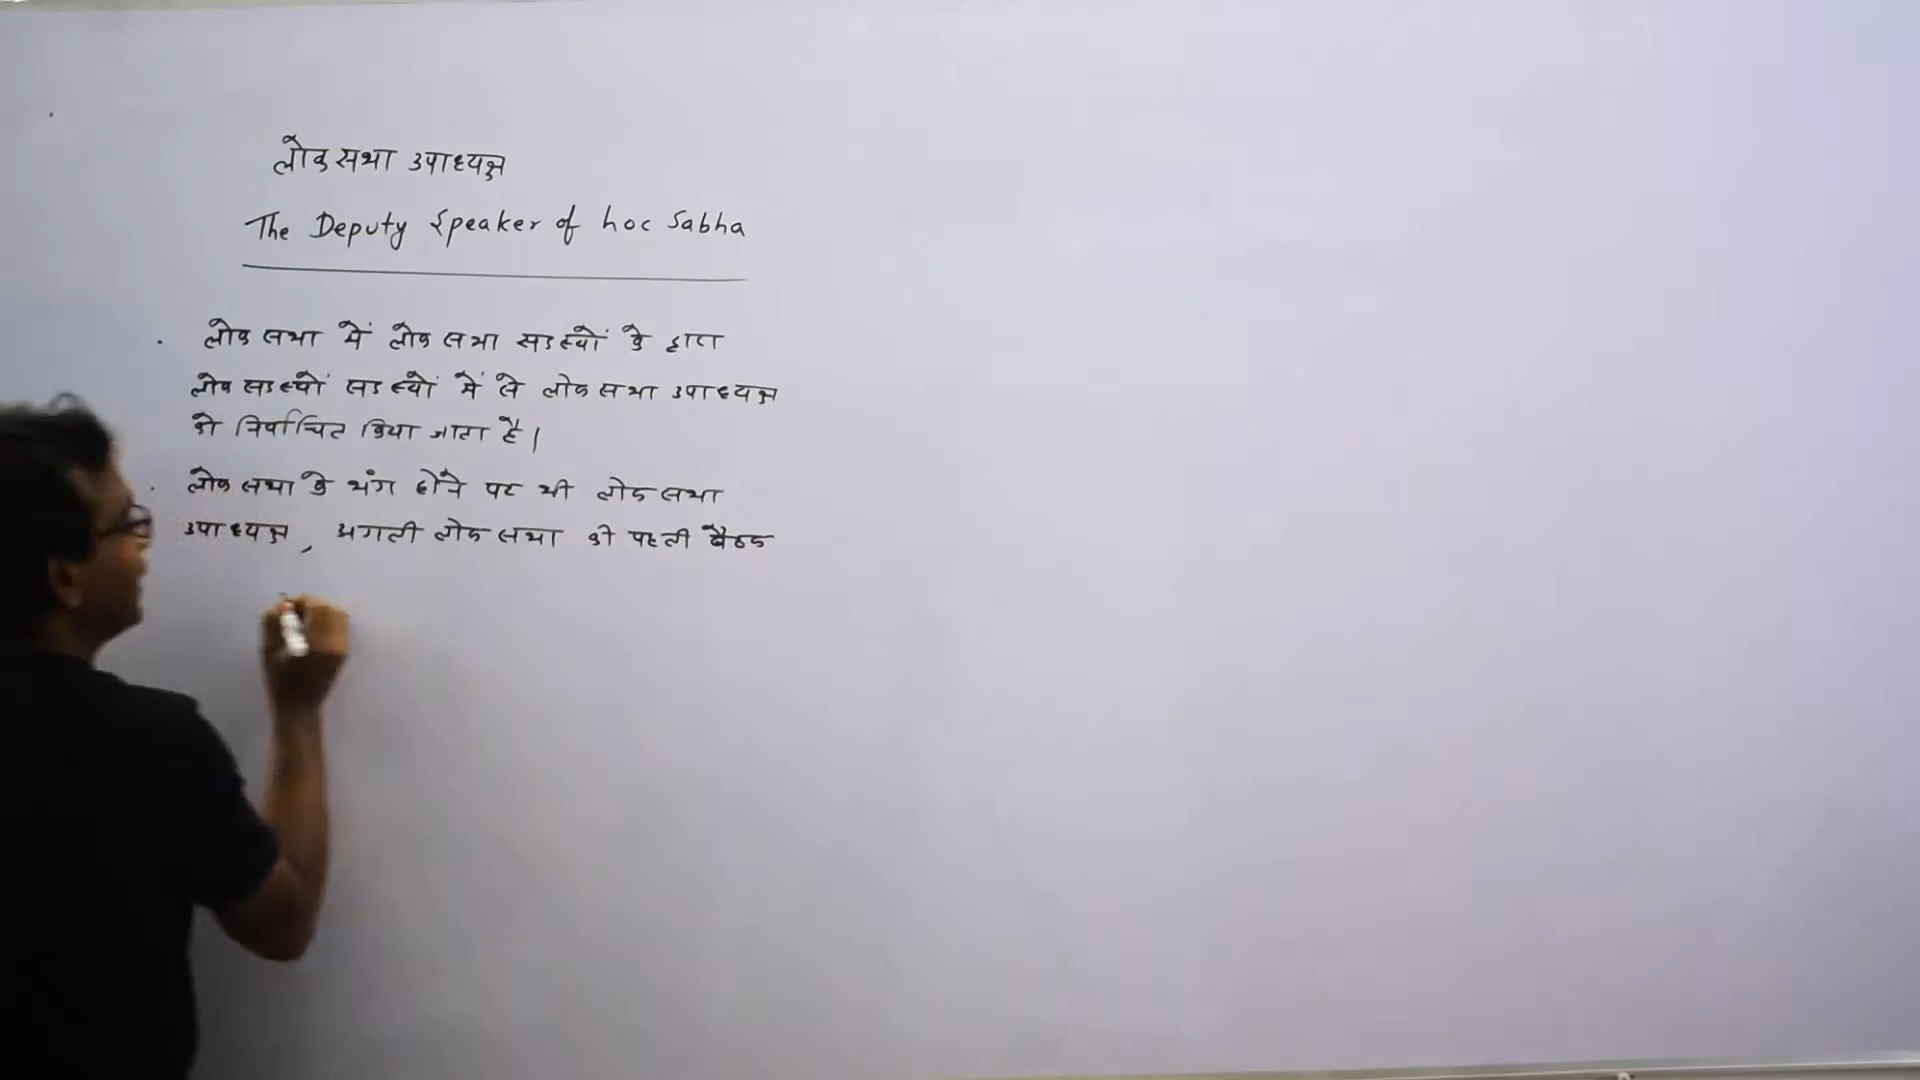 लोक सभा उपाध्यक्ष
The Deputy Speaker of Loc Sabha
. लोक सभा में लोक सभा सदस्यों के द्वारा
लोक सदस्यों सदस्यों में से लोक सभा उपाध्यक्ष
को निर्वाचित किया जाता है।
. लोक सभा के भंग होने पर भी लोक सभा
उपाध्यक्ष, अगली लोक सभा की पहली बैठक